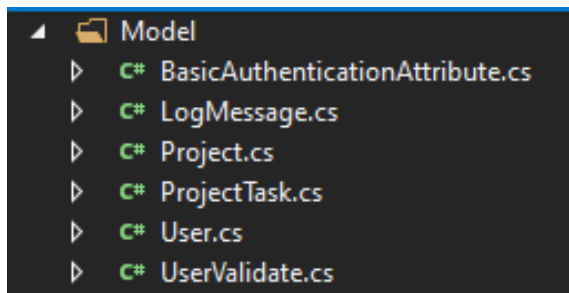 Model
C# BasicAuthenticationAttribute.cs
C# LogMessage.cs
C# Project.cs
C# ProjectTask.cs
C# User.cs
C# UserValidate.cs